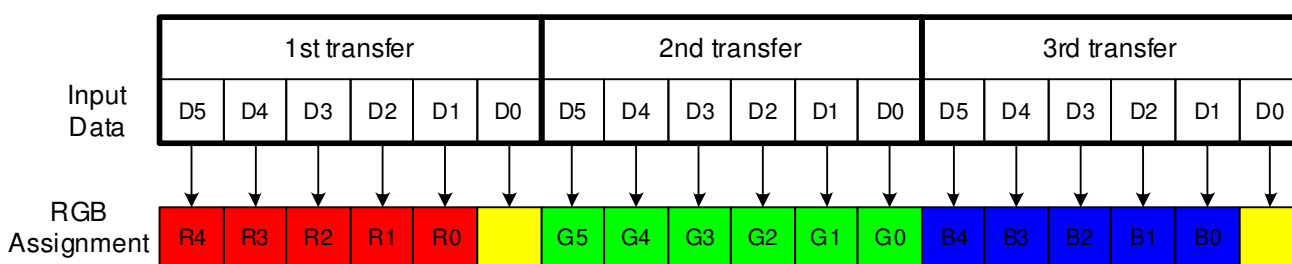 1st transfer 2nd transfer 3rd transfer
Input
Data
D5 D4 D3 D2 D1 D0 D5 D4 D3 D2 D1 D0 D5 D4 D3 D2 D1 D0
RGB
Assignment
R4 R3 R2 R1 R0 G5 G4 G3 G2 G1 G0 B4 B3 B2 B1 B0